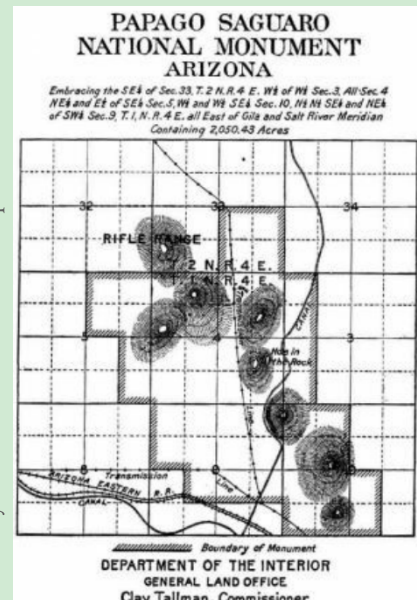 PAPAGO SAGUARO
NATIONAL MONUMENT
ARIZONA
Embracing the SE¼ of Sec.33, T.2 N.R.4 E. W½ of W½ Sec.3, All Sec.4
NE¼ and E½ of SE¼ Sec.5, W½ and W½ SE¼ Sec.10, N½ N½ SE¼ and NE¼
of SW¼ Sec.9, T.1, N.R.4 E. all East of Gila and Salt River Meridian
Containing 2,050.43 Acres
32
33
34
RIFLE RANGE
T. 2 N. R. 4 E.
T. 1 N. R. 4 E.
CANAL
5
4
3
Hole in
the Rock
Transmission
Line
ARIZONA EASTERN R.R.
CANAL
Boundary of Monument
DEPARTMENT OF THE INTERIOR
GENERAL LAND OFFICE
Clay Tallman, Commissioner